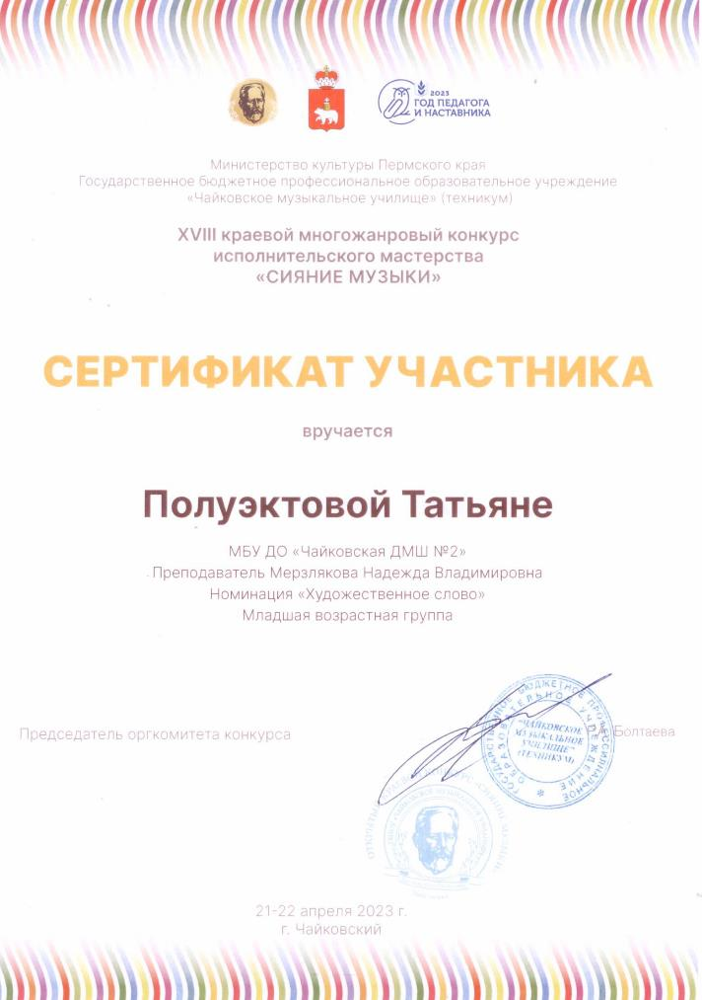 2023
ГОД ПЕДАГОГА
И НАСТАВНИКА
Министерство культуры Пермского края
Государственное бюджетное профессиональное образовательное учреждение
«Чайковское музыкальное училище» (техникум)
XVIII краевой многожанровый конкурс
исполнительского мастерства
«СИЯНИЕ МУЗЫКИ»
СЕРТИФИКАТ УЧАСТНИКА
вручается
Полуэктовой Татьяне
МБУ ДО «Чайковская ДМШ №2»
Преподаватель Мерзлякова Надежда Владимировна
Номинация «Художественное слово»
Младшая возрастная группа
Председатель оргкомитета конкурса
Болтаева
ГОСУДАРСТВЕННОЕ БЮДЖЕТНОЕ ПРОФЕССИОНАЛЬНОЕ
ОБРАЗОВАТЕЛЬНОЕ УЧРЕЖДЕНИЕ
"ЧАЙКОВСКОЕ
МУЗЫКАЛЬНОЕ
УЧИЛИЩЕ"
(ТЕХНИКУМ)
КОНКУРС «СИЯНИЕ МУЗЫКИ»
21-22 апреля 2023 г.
г. Чайковский